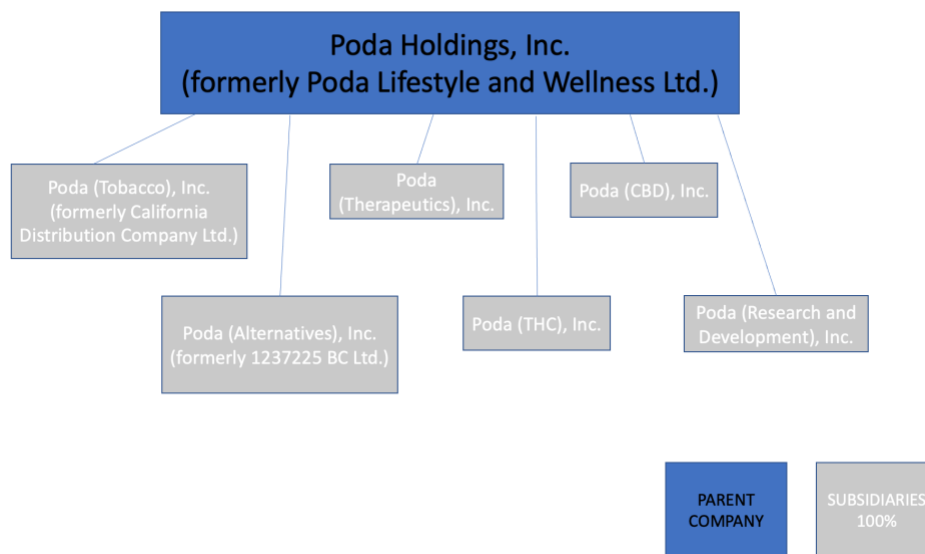 Poda Holdings, Inc.
(formerly Poda Lifestyle and Wellness Ltd.)
Poda (Tobacco), Inc.
(formerly California
Distribution Company Ltd.)
Poda
(Therapeutics), Inc.
Poda (CBD), Inc.
Poda (Alternatives), Inc.
(formerly 1237225 BC Ltd.)
Poda (THC), Inc.
Poda (Research and
Development), Inc.
PARENT
COMPANY
SUBSIDIARIES
100%